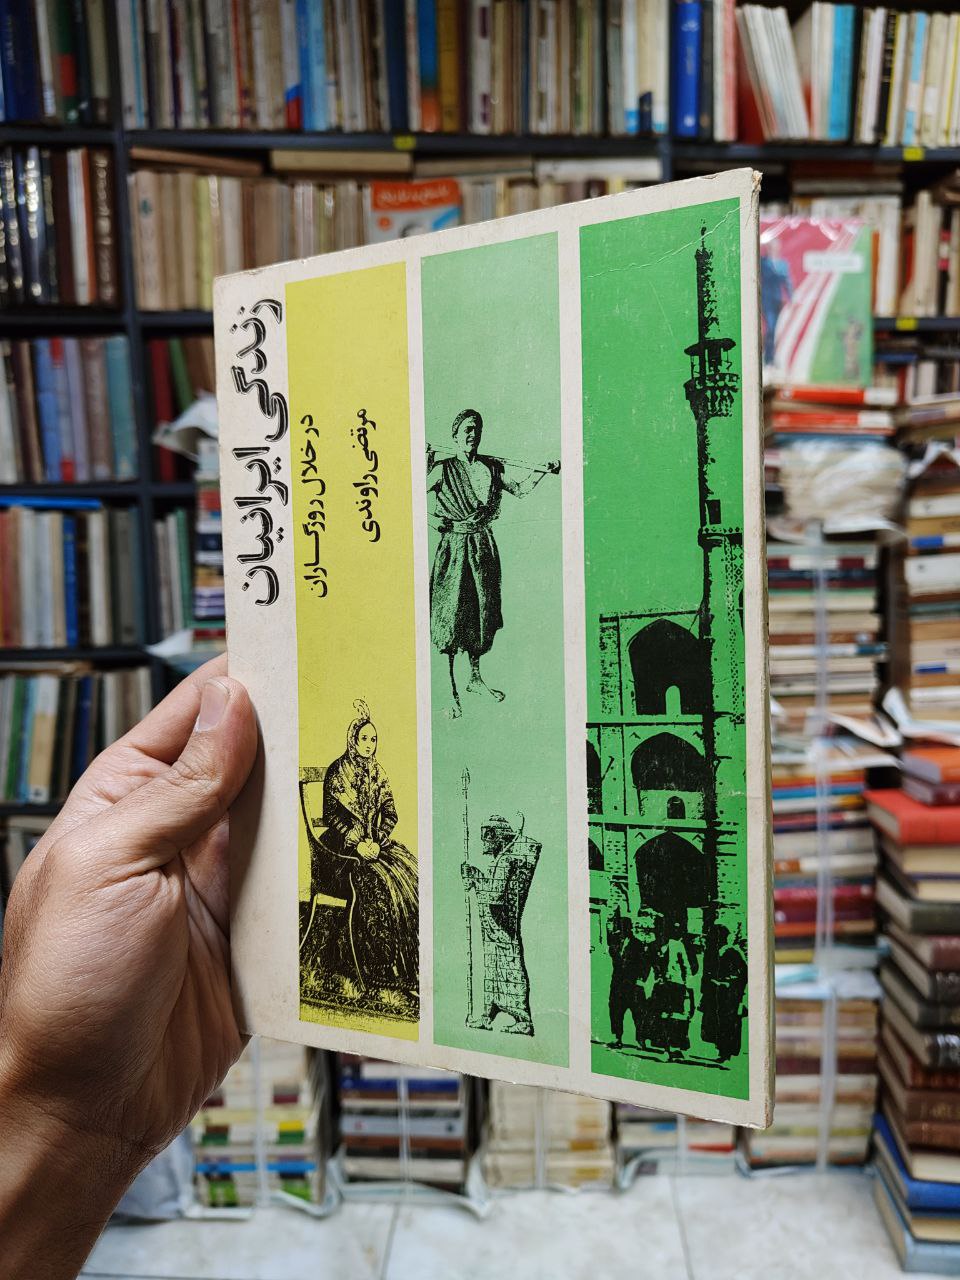 زندگی ایرانیان
در خلال روزگاران
مرتضی راوندی